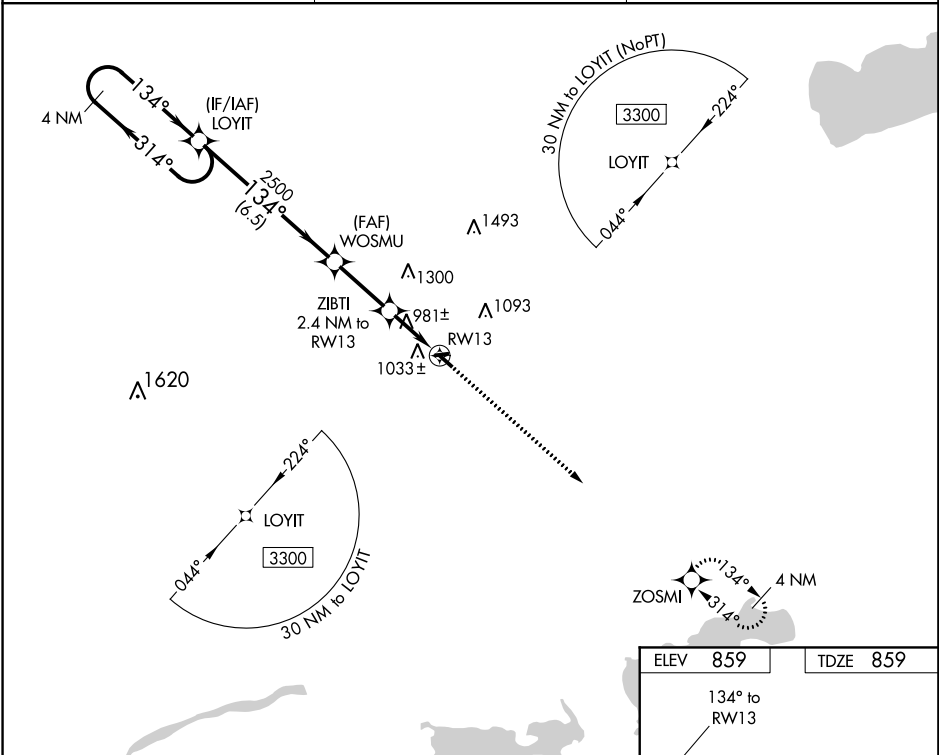 30 NM to LOYIT (NoPT)
3300
224°
LOYIT
044°
134°
4 NM
314°
(IF/IAF)
LOYIT
2500
134°
(6.5)
(FAF)
WOSMU
1493
1300
ZIBTI
2.4 NM to
RW13
981±
1093
RW13
1033±
1620
224°
LOYIT
3300
044°
30 NM to LOYIT
134°
4 NM
ZOSMI
314°
ELEV 859
TDZE 859
134° to
RW13